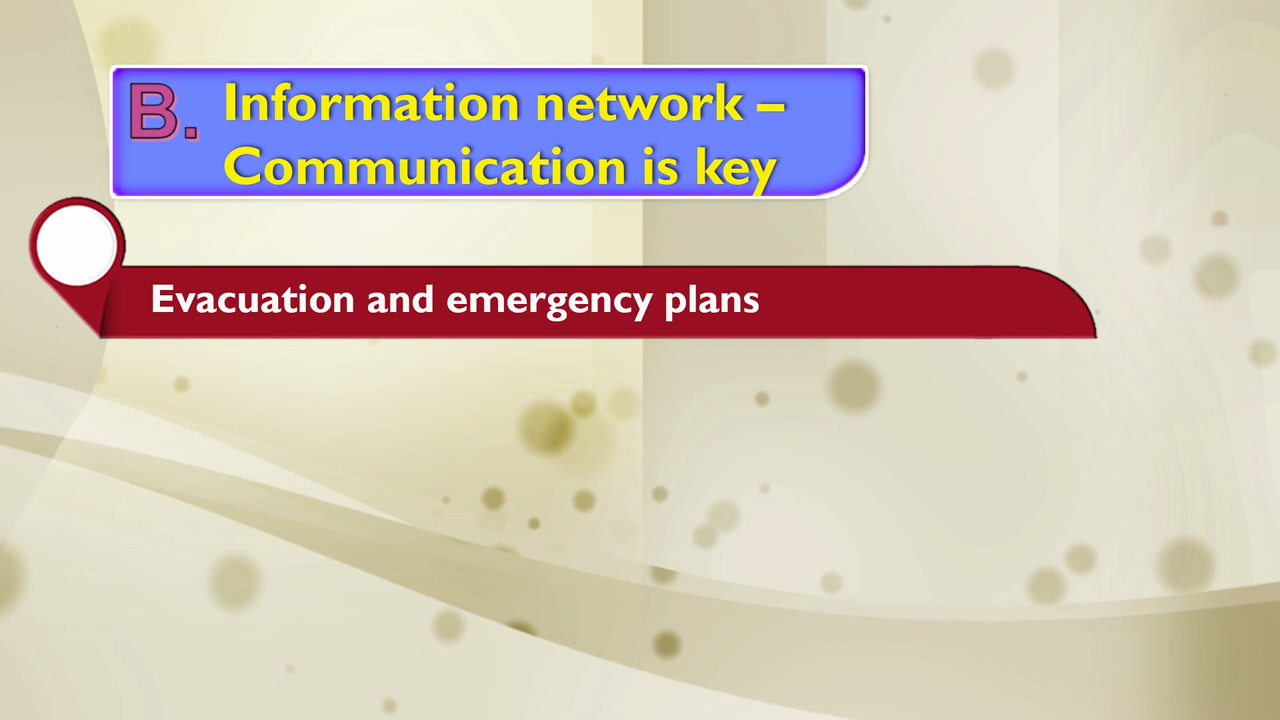 B. Information network –
Communication is key
Evacuation and emergency plans